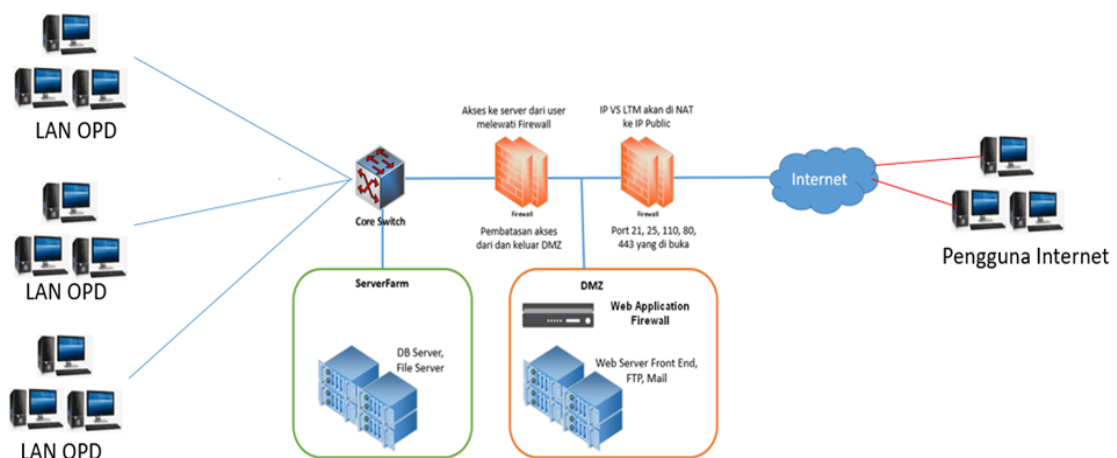 LAN OPD
LAN OPD
LAN OPD
Core Switch
Akses ke server dari user
melewati Firewall
Firewall
Pembatasan akses
dari dan keluar DMZ
IP VS LTM akan di NAT
ke IP Public
Firewall
Port 21, 25, 110, 80,
443 yang di buka
Internet
Pengguna Internet
ServerFarm
DB Server,
File Server
DMZ
Web Application
Firewall
Web Server Front End,
FTP, Mail